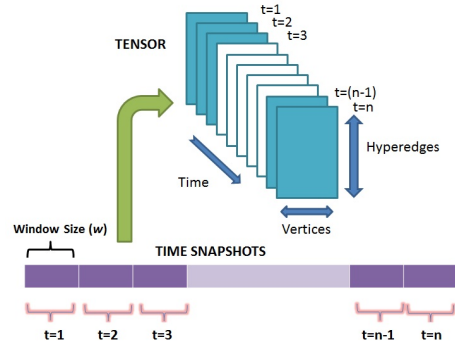 t=1
t=2
t=3
TENSOR
t=(n-1)
t=n
Hyperedges
Time
Vertices
Window Size (w)
TIME SNAPSHOTS
t=1
t=2
t=3
t=n-1
t=n